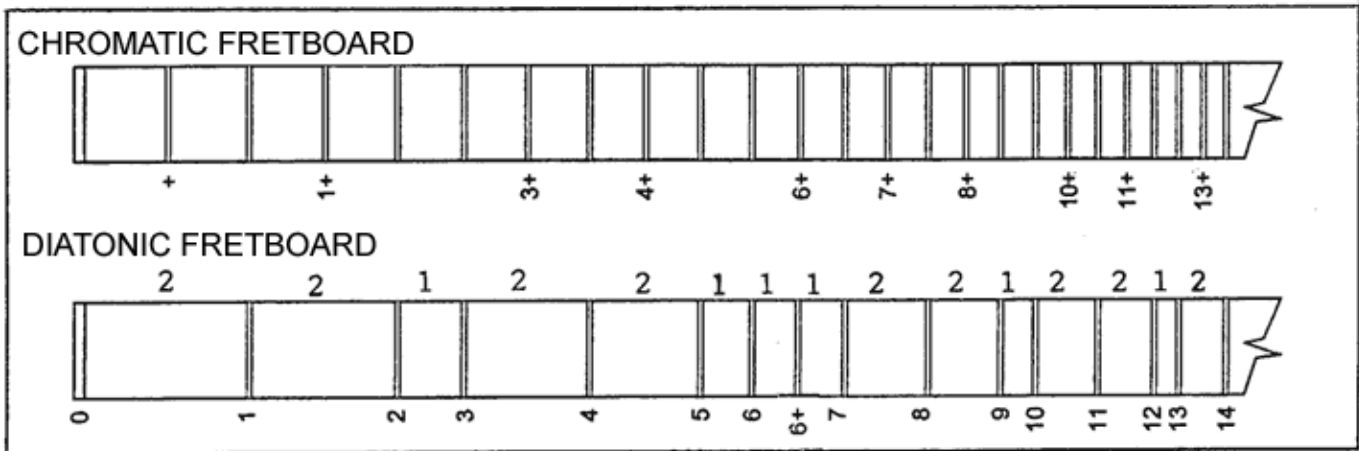 CHROMATIC FRETBOARD
+ 1+ 3+ 4+ 6+ 7+ 8+ 10+ 11+ 13+
DIATONIC FRETBOARD
2 2 1 2 2 1 1 1 2 2 1 2 2 1 2
0 1 2 3 4 5 6 6+ 7 8 9 10 11 12 13 14